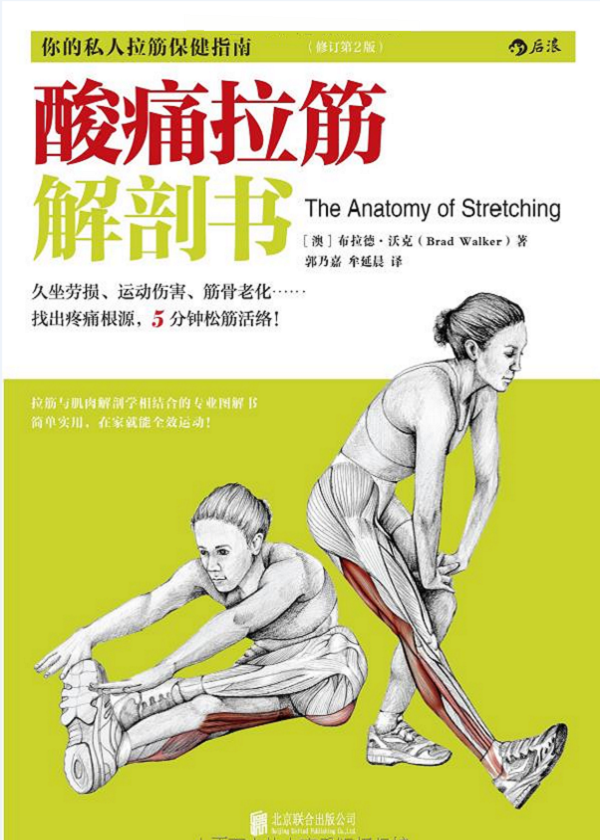 你的私人拉筋保健指南
（修订第2版）
后浪
酸痛拉筋
解剖书
The Anatomy of Stretching
［澳］布拉德·沃克（Brad Walker）著
郭乃嘉 牟延晨 译
久坐劳损、运动伤害、筋骨老化……
找出疼痛根源，5分钟松筋活络！
拉筋与肌肉解剖学相结合的专业图解书
简单实用，在家就能全效运动！
北京联合出版公司
Beijing United Publishing Co.,Ltd.